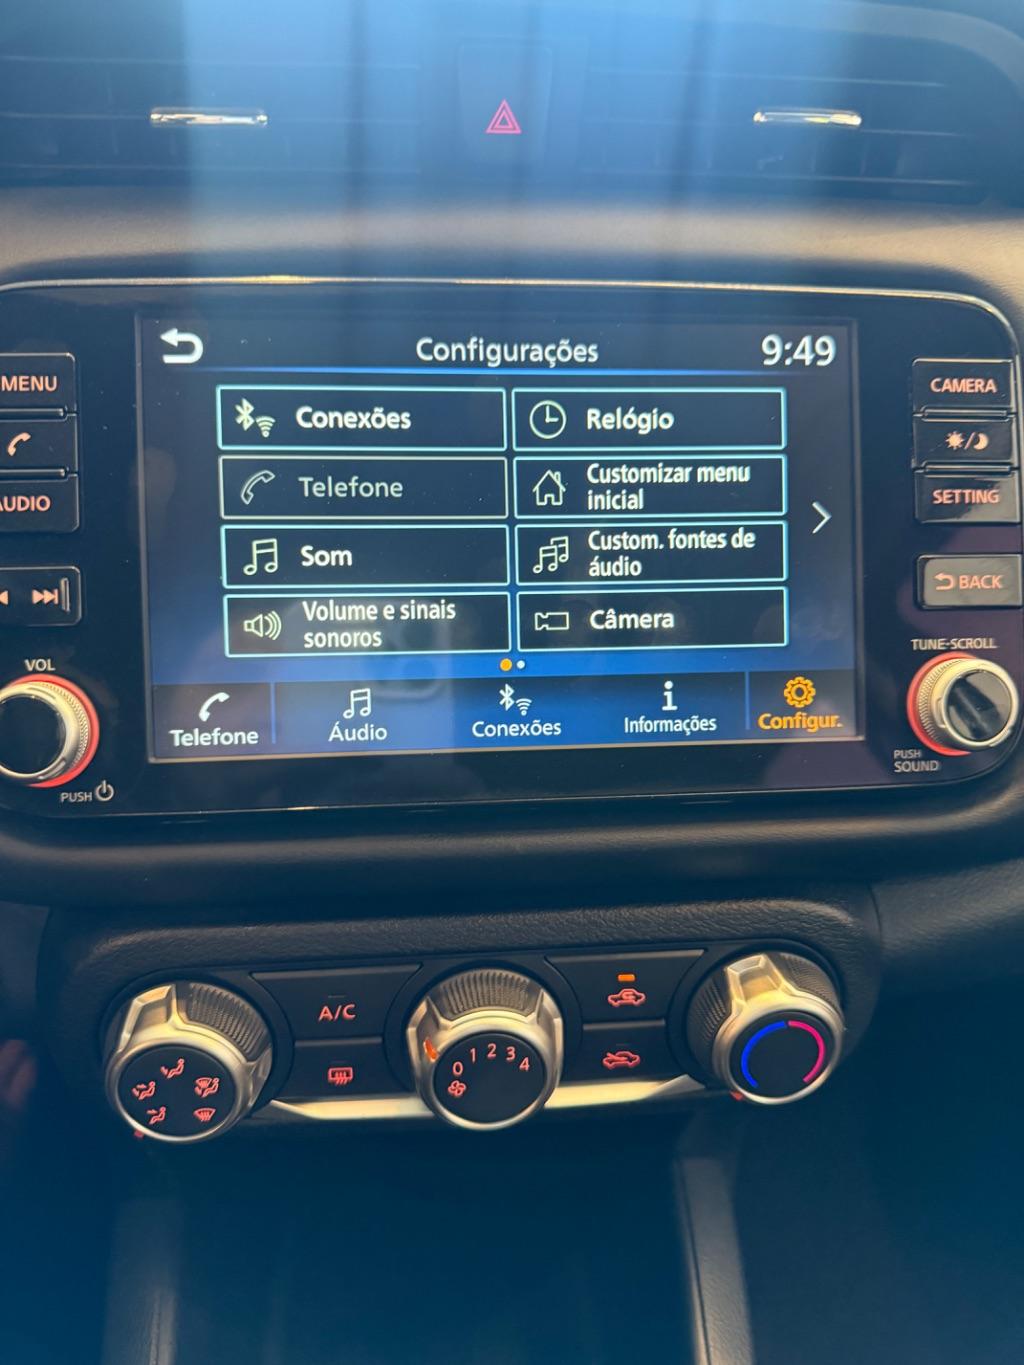 Configurações 9:49
MENU
AUDIO
Conexões
Relógio
Telefone
Customizar menu
inicial
Som
Custom. fontes de
áudio
Volume e sinais
sonoros
Câmera
Telefone
Áudio
Conexões
Informações
Configur.
CAMERA
SETTING
BACK
VOL
PUSH
TUNE·SCROLL
PUSH
SOUND
A/C
0 1 2 3 4